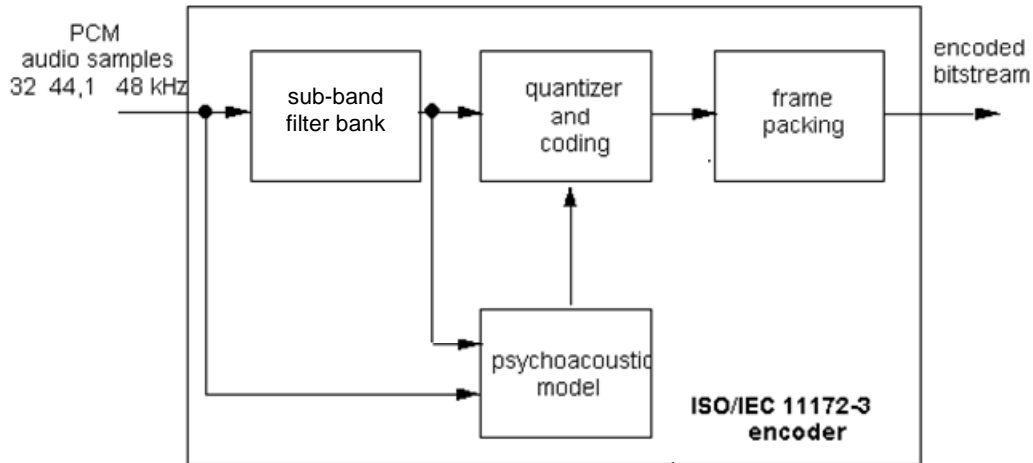 PCM
audio samples
32 44,1 48 kHz
sub-band
filter bank
quantizer
and
coding
frame
packing
encoded
bitstream
psychoacoustic
model
ISO/IEC 11172-3
encoder